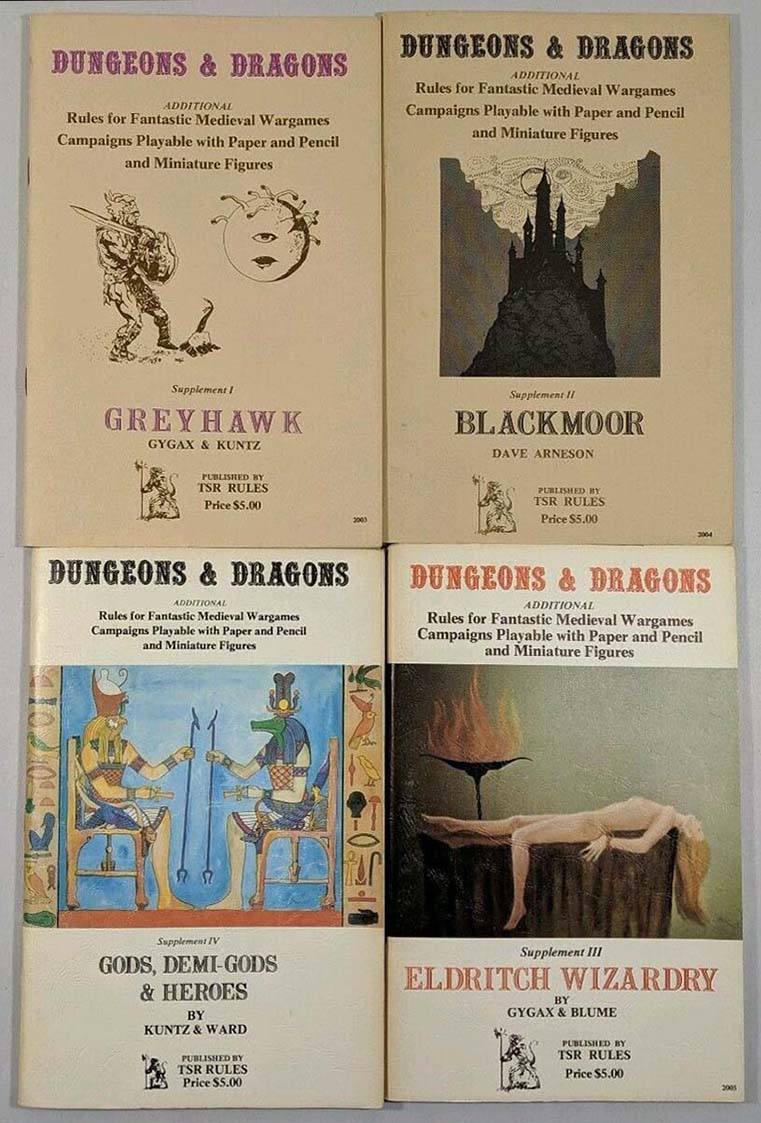 DUNGEONS & DRAGONS
ADDITIONAL
Rules for Fantastic Medieval Wargames
Campaigns Playable with Paper and Pencil
and Miniature Figures
Supplement I
GREYHAWK
GYGAX & KUNTZ
PUBLISHED BY
TSR RULES
Price $5.00
2003
DUNGEONS & DRAGONS
ADDITIONAL
Rules for Fantastic Medieval Wargames
Campaigns Playable with Paper and Pencil
and Miniature Figures
Supplement II
BLACKMOOR
DAVE ARNESON
PUBLISHED BY
TSR RULES
Price $5.00
2004
DUNGEONS & DRAGONS
ADDITIONAL
Rules for Fantastic Medieval Wargames
Campaigns Playable with Paper and Pencil
and Miniature Figures
Supplement IV
GODS, DEMI-GODS
& HEROES
BY
KUNTZ & WARD
PUBLISHED BY
TSR RULES
Price $5.00
DUNGEONS & DRAGONS
ADDITIONAL
Rules for Fantastic Medieval Wargames
Campaigns Playable with Paper and Pencil
and Miniature Figures
Supplement III
ELDRITCH WIZARDRY
BY
GYGAX & BLUME
PUBLISHED BY
TSR RULES
Price $5.00
2005